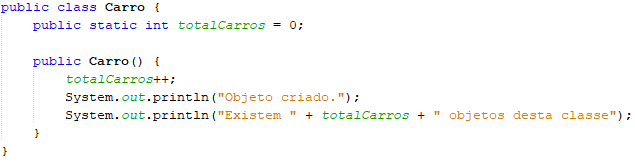 public class Carro {
    public static int totalCarros = 0;

    public Carro() {
        totalCarros++;
        System.out.println("Objeto criado.");
        System.out.println("Existem " + totalCarros + " objetos desta classe");
    }
}